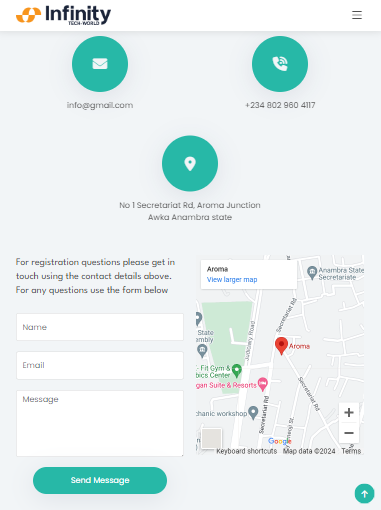 Infinity
TECH-WORLD
info@gmail.com
+234 802 960 4117
No 1 Secretariat Rd, Aroma Junction
Awka Anambra state
For registration questions please get in
touch using the contact details above.
For any questions use the form below
Name
Email
Message
Send Message
Aroma
View larger map
Anambra State
Secretariate
Secretariat Rd
Judiciary Road
State
embly
Aroma
Fit Gym &
bics Center
gan Suite & Resorts
Secretariat Rd
Secretariat Rd
chanic workshop
Google
Keyboard shortcuts
Map data ©2024
Terms